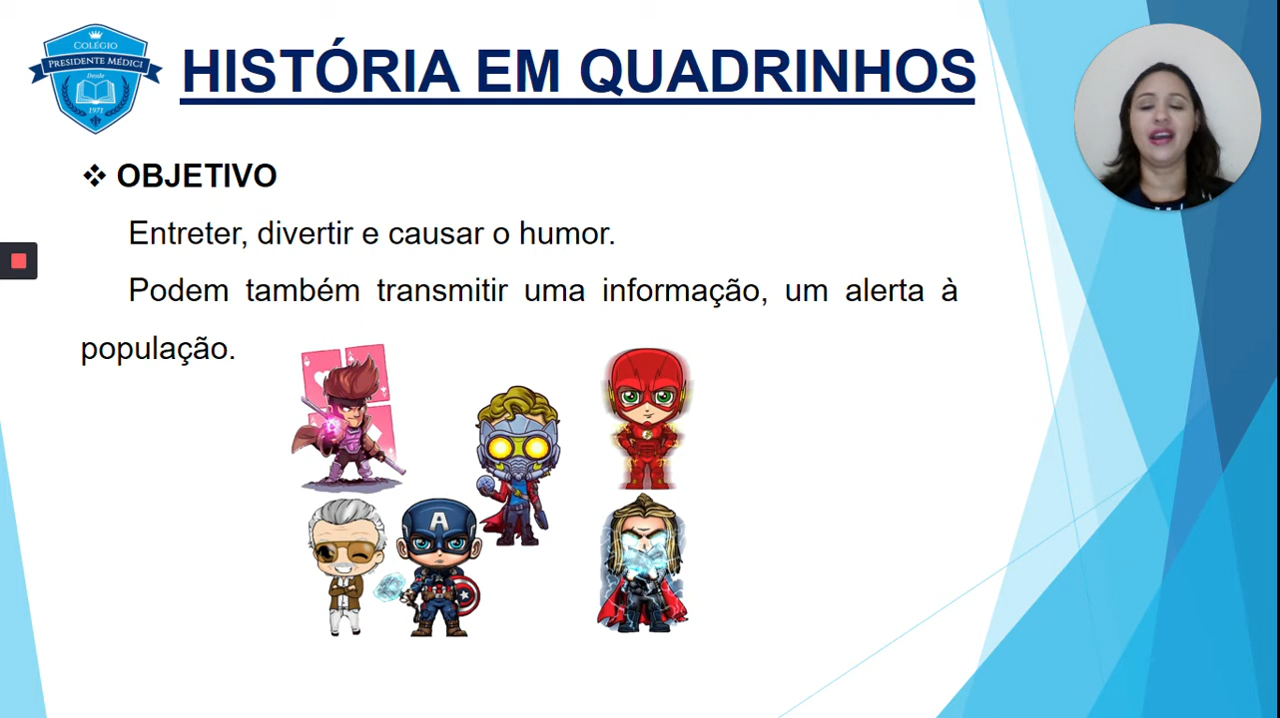 COLÉGIO
PRESIDENTE MÉDICI
Desde
1971
HISTÓRIA EM QUADRINHOS
❖ OBJETIVO
Entreter, divertir e causar o humor.
Podem também transmitir uma informação, um alerta à
população.
A